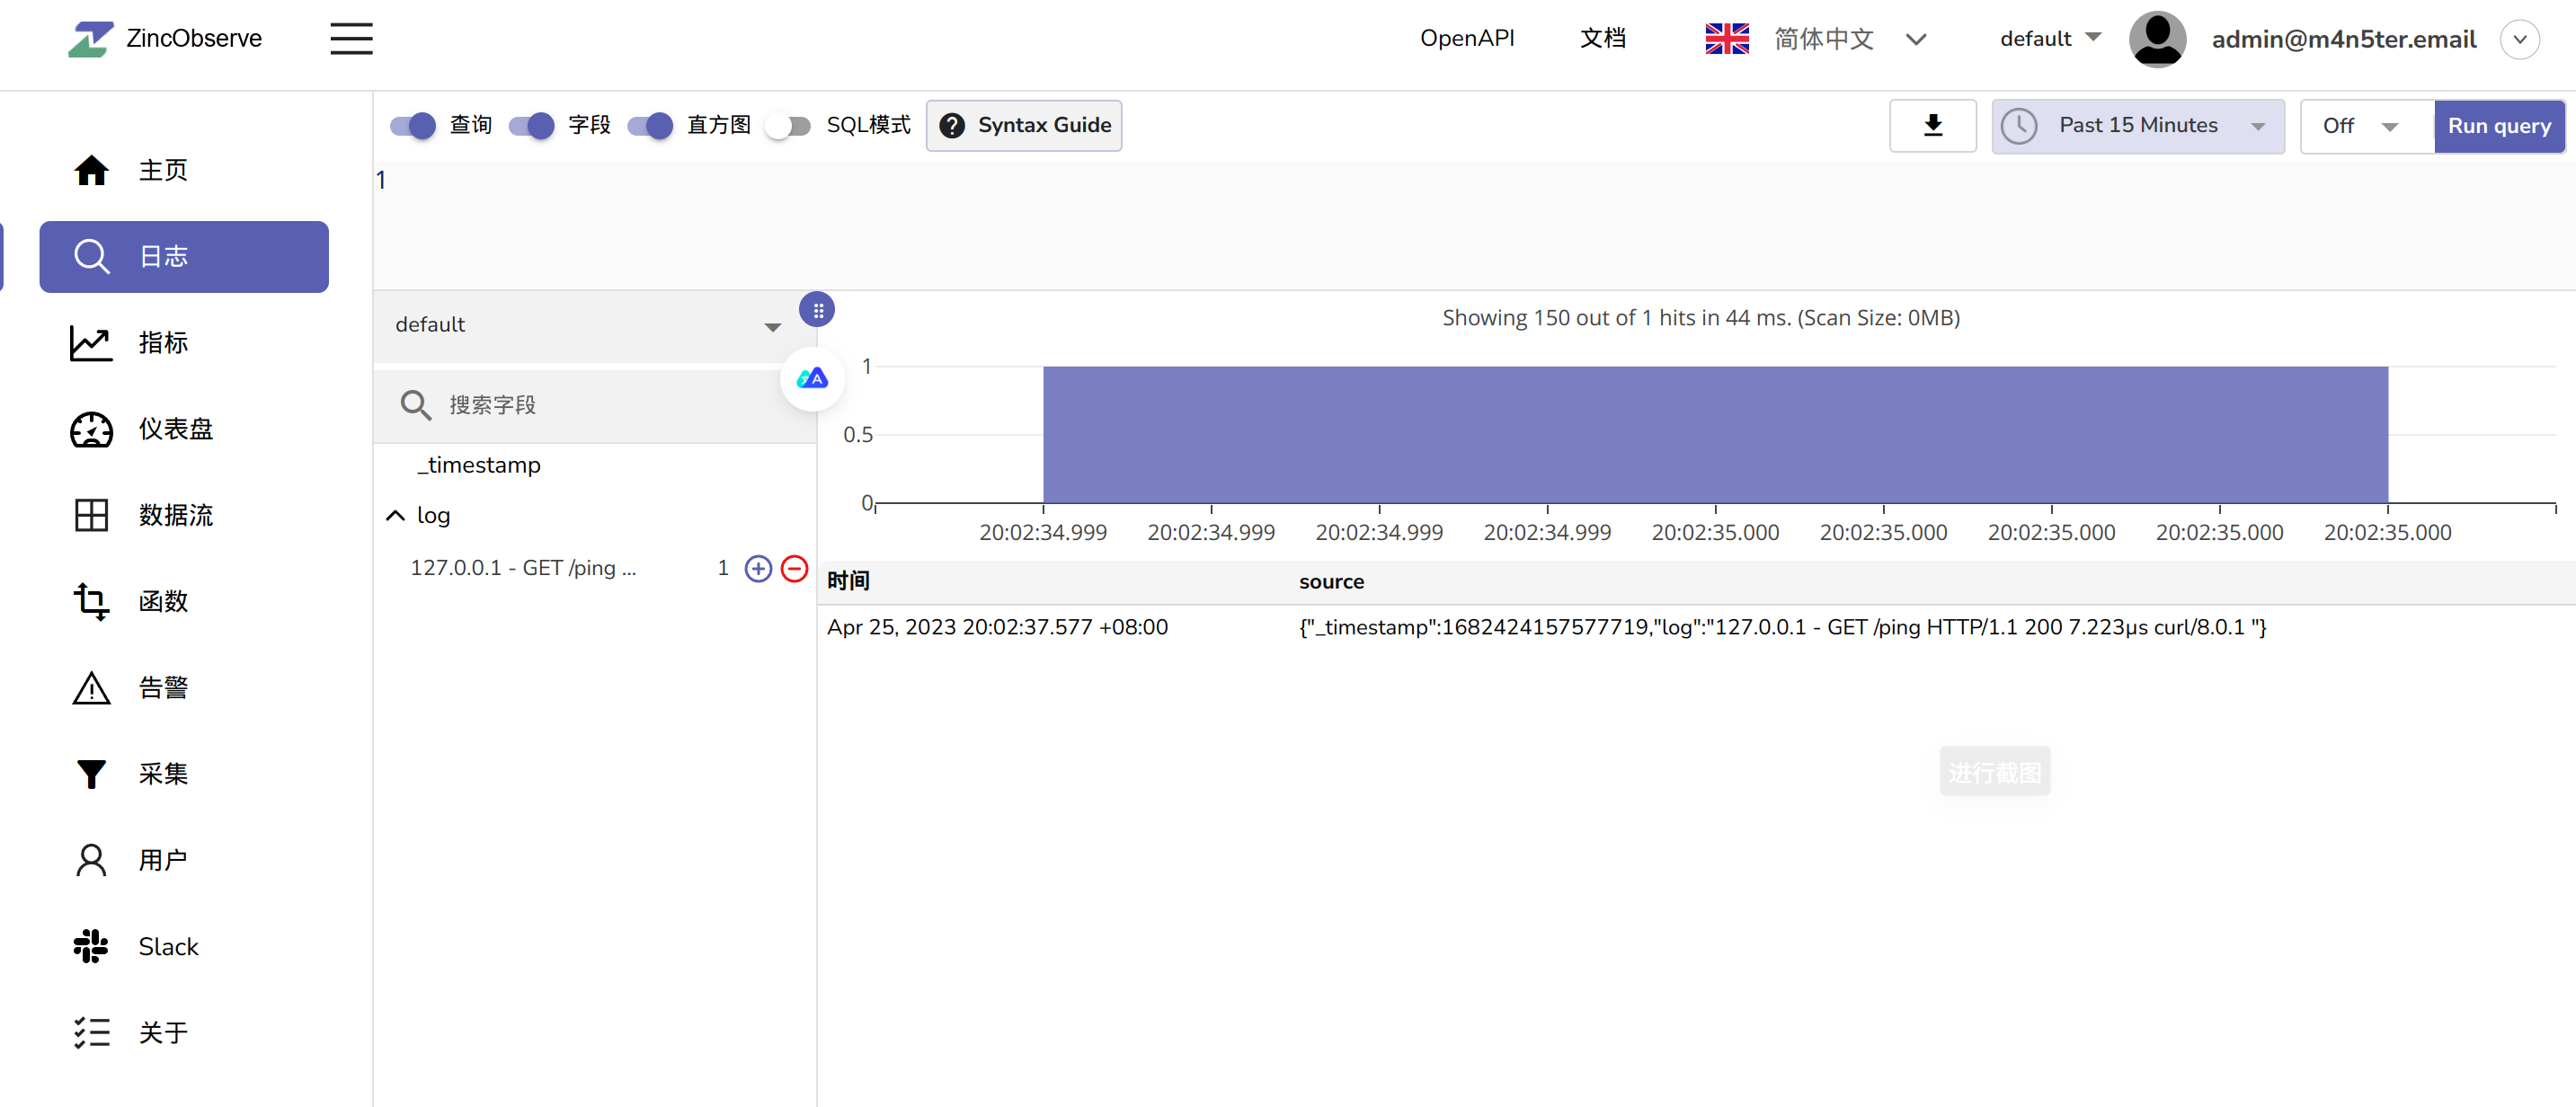 ZincObserve
OpenAPI
文档
简体中文
default
admin@m4n5ter.email
主页
日志
指标
仪表盘
数据流
函数
告警
采集
用户
Slack
关于
查询
字段
直方图
SQL模式
Syntax Guide
Past 15 Minutes
Off
Run query
1
default
搜索字段
_timestamp
log
127.0.0.1 - GET /ping ... 1
Showing 150 out of 1 hits in 44 ms. (Scan Size: 0MB)
1
0.5
0
20:02:34.999 20:02:34.999 20:02:34.999 20:02:34.999 20:02:35.000 20:02:35.000 20:02:35.000 20:02:35.000 20:02:35.000
时间 source
Apr 25, 2023 20:02:37.577 +08:00 {"_timestamp":1682424157577719,"log":"127.0.0.1 - GET /ping HTTP/1.1 200 7.223µs curl/8.0.1 "}
进行截图